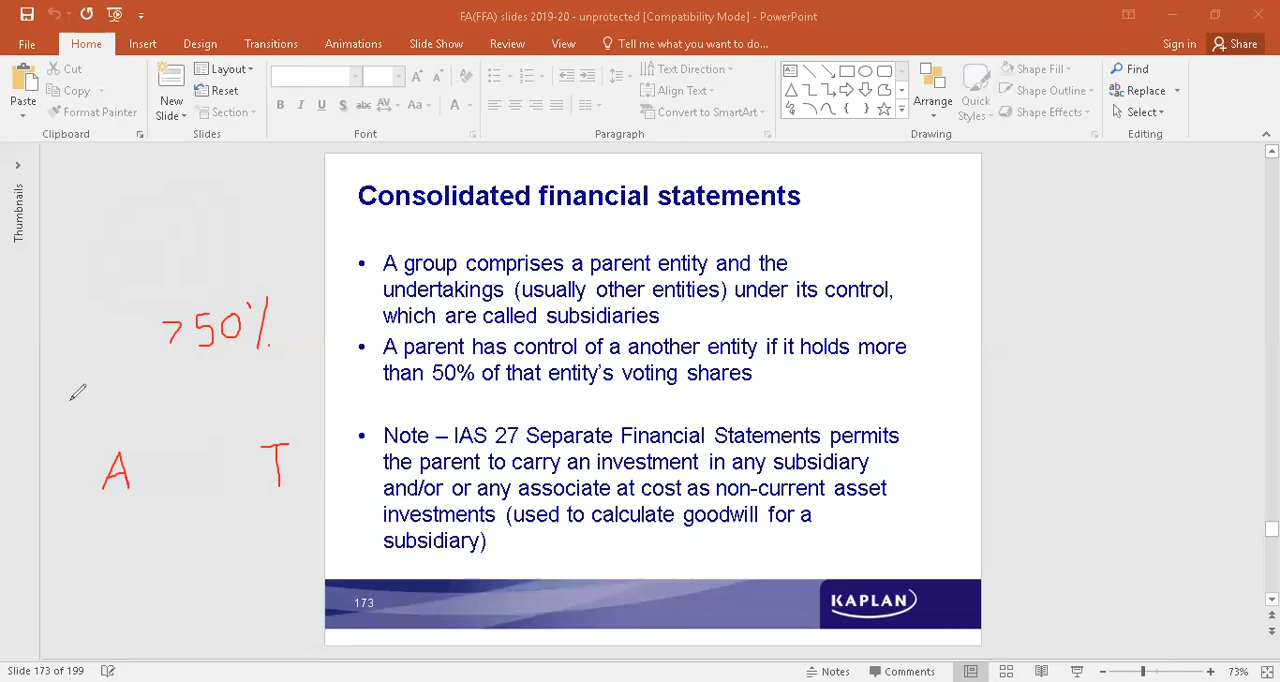 FA(FFA) slides 2019-20 - unprotected [Compatibility Mode] - PowerPoint
File Home Insert Design Transitions Animations Slide Show Review View Tell me what you want to do... Sign in Share
Paste
Cut
Copy
Format Painter
Clipboard
New Slide
Layout
Reset
Section
Slides
B I U S abc AV Aa A
Font
Text Direction
Align Text
Convert to SmartArt
Paragraph
Arrange
Quick Styles
Shape Fill
Shape Outline
Shape Effects
Drawing
Find
Replace
Select
Editing
Thumbnails
Consolidated financial statements
• A group comprises a parent entity and the
undertakings (usually other entities) under its control,
which are called subsidiaries
• A parent has control of a another entity if it holds more
than 50% of that entity's voting shares
• Note – IAS 27 Separate Financial Statements permits
the parent to carry an investment in any subsidiary
and/or or any associate at cost as non-current asset
investments (used to calculate goodwill for a
subsidiary)
173
KAPLAN
>50%
A T
Slide 173 of 199 Notes Comments 73%